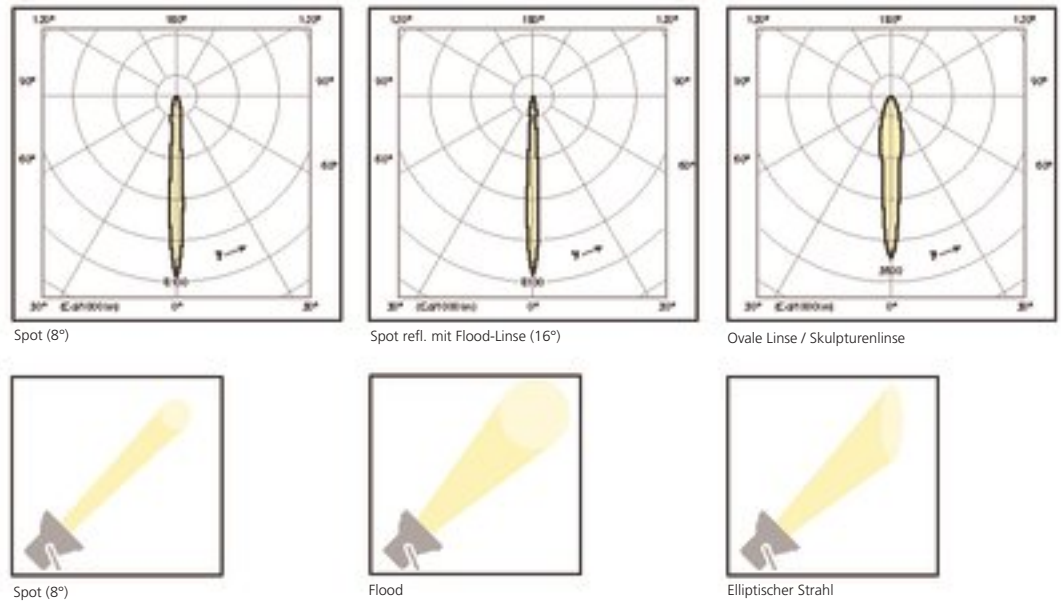 120° 180° 120°
90° 90°
60° 60°
30° 0° 30°
Spot (8°)
120° 180° 120°
90° 90°
60° 60°
30° 0° 30°
Spot refl. mit Flood-Linse (16°)
120° 180° 120°
90° 90°
60° 60°
30° 0° 30°
Ovale Linse / Skulpturenlinse
Spot (8°)
Flood
Elliptischer Strahl